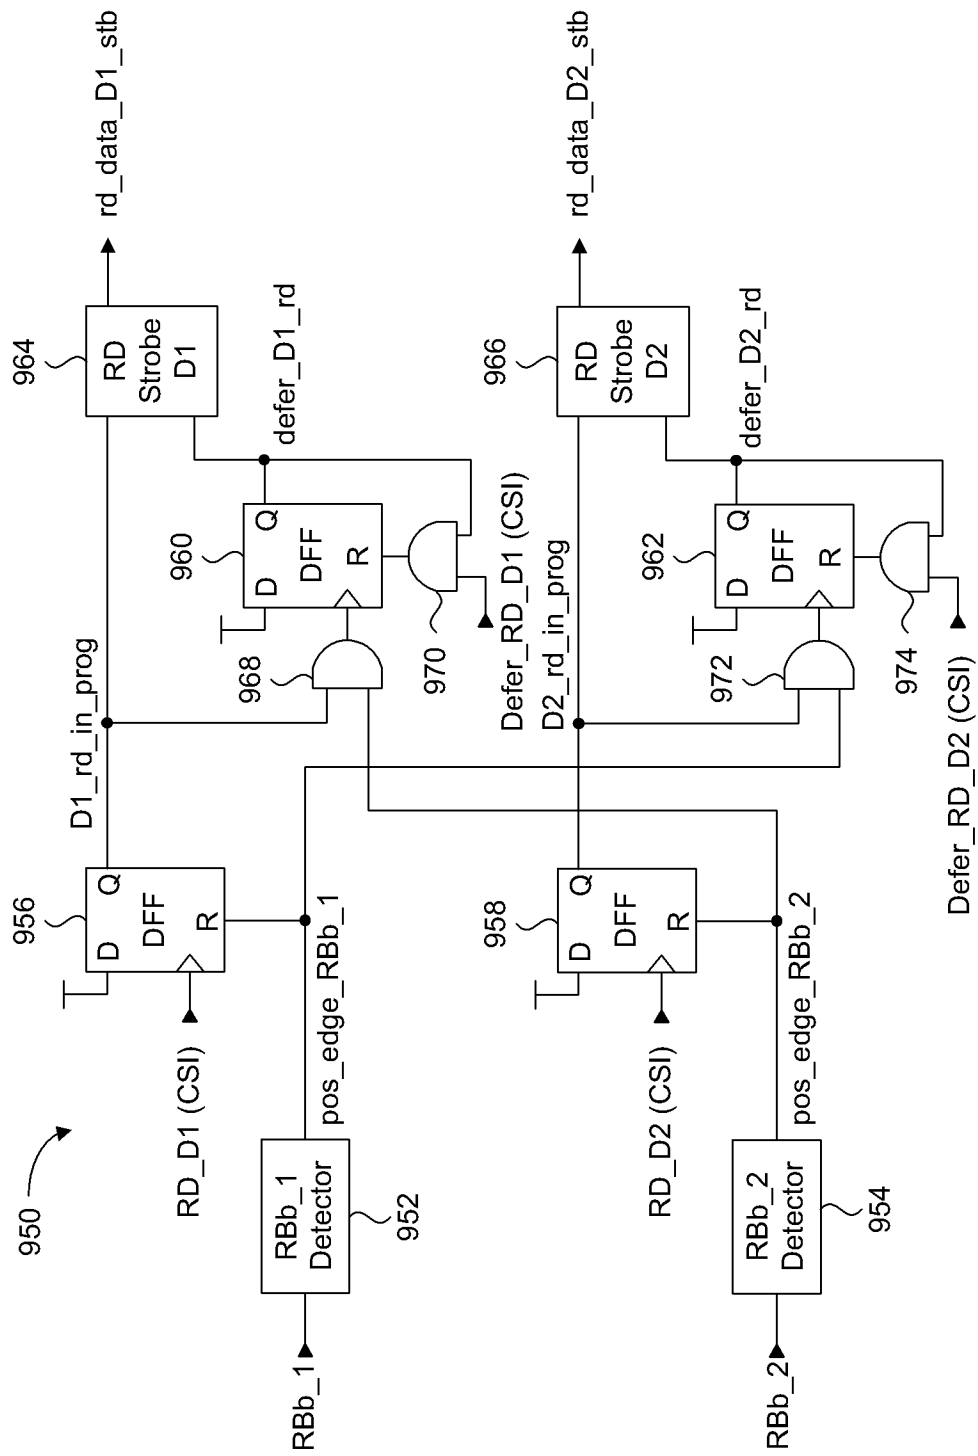 950
RBb_1
RBb_1
Detector
952
pos_edge_RBb_1
RD_D1 (CSI)
956
D
Q
DFF
R
D1_rd_in_prog
968
960
D
Q
DFF
R
970
Defer_RD_D1 (CSI)
defer_D1_rd
964
RD
Strobe
D1
rd_data_D1_stb
RBb_2
RBb_2
Detector
954
pos_edge_RBb_2
RD_D2 (CSI)
958
D
Q
DFF
R
D2_rd_in_prog
972
962
D
Q
DFF
R
974
Defer_RD_D2 (CSI)
defer_D2_rd
966
RD
Strobe
D2
rd_data_D2_stb